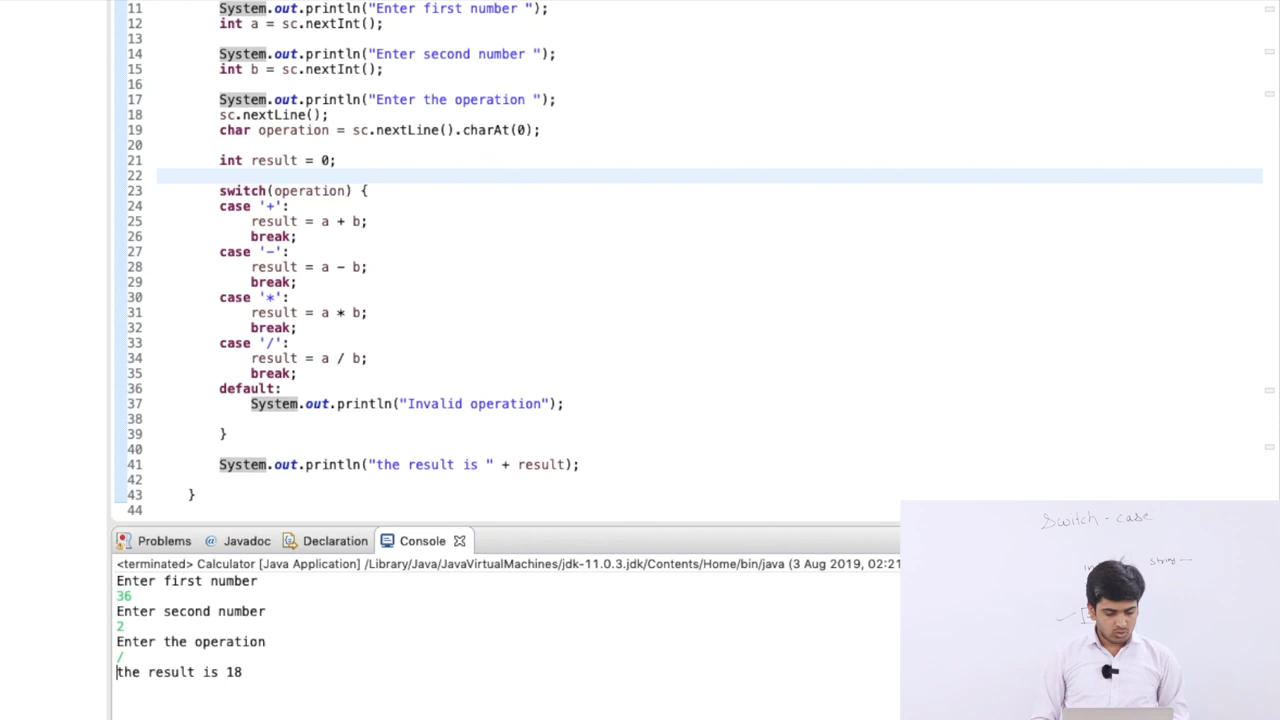 11 System.out.println("Enter first number ");
12 int a = sc.nextInt();
13
14 System.out.println("Enter second number ");
15 int b = sc.nextInt();
16
17 System.out.println("Enter the operation ");
18 sc.nextLine();
19 char operation = sc.nextLine().charAt(0);
20
21 int result = 0;
22
23 switch(operation) {
24 case '+':
25 result = a + b;
26 break;
27 case '-':
28 result = a - b;
29 break;
30 case '*':
31 result = a * b;
32 break;
33 case '/':
34 result = a / b;
35 break;
36 default:
37 System.out.println("Invalid operation");
38
39 }
40
41 System.out.println("the result is " + result);
42
43 }
44
Problems @ Javadoc Declaration Console
<terminated> Calculator [Java Application] /Library/Java/JavaVirtualMachines/jdk-11.0.3.jdk/Contents/Home/bin/java (3 Aug 2019, 02:21
Enter first number
36
Enter second number
2
Enter the operation
/
the result is 18
Switch - case
string